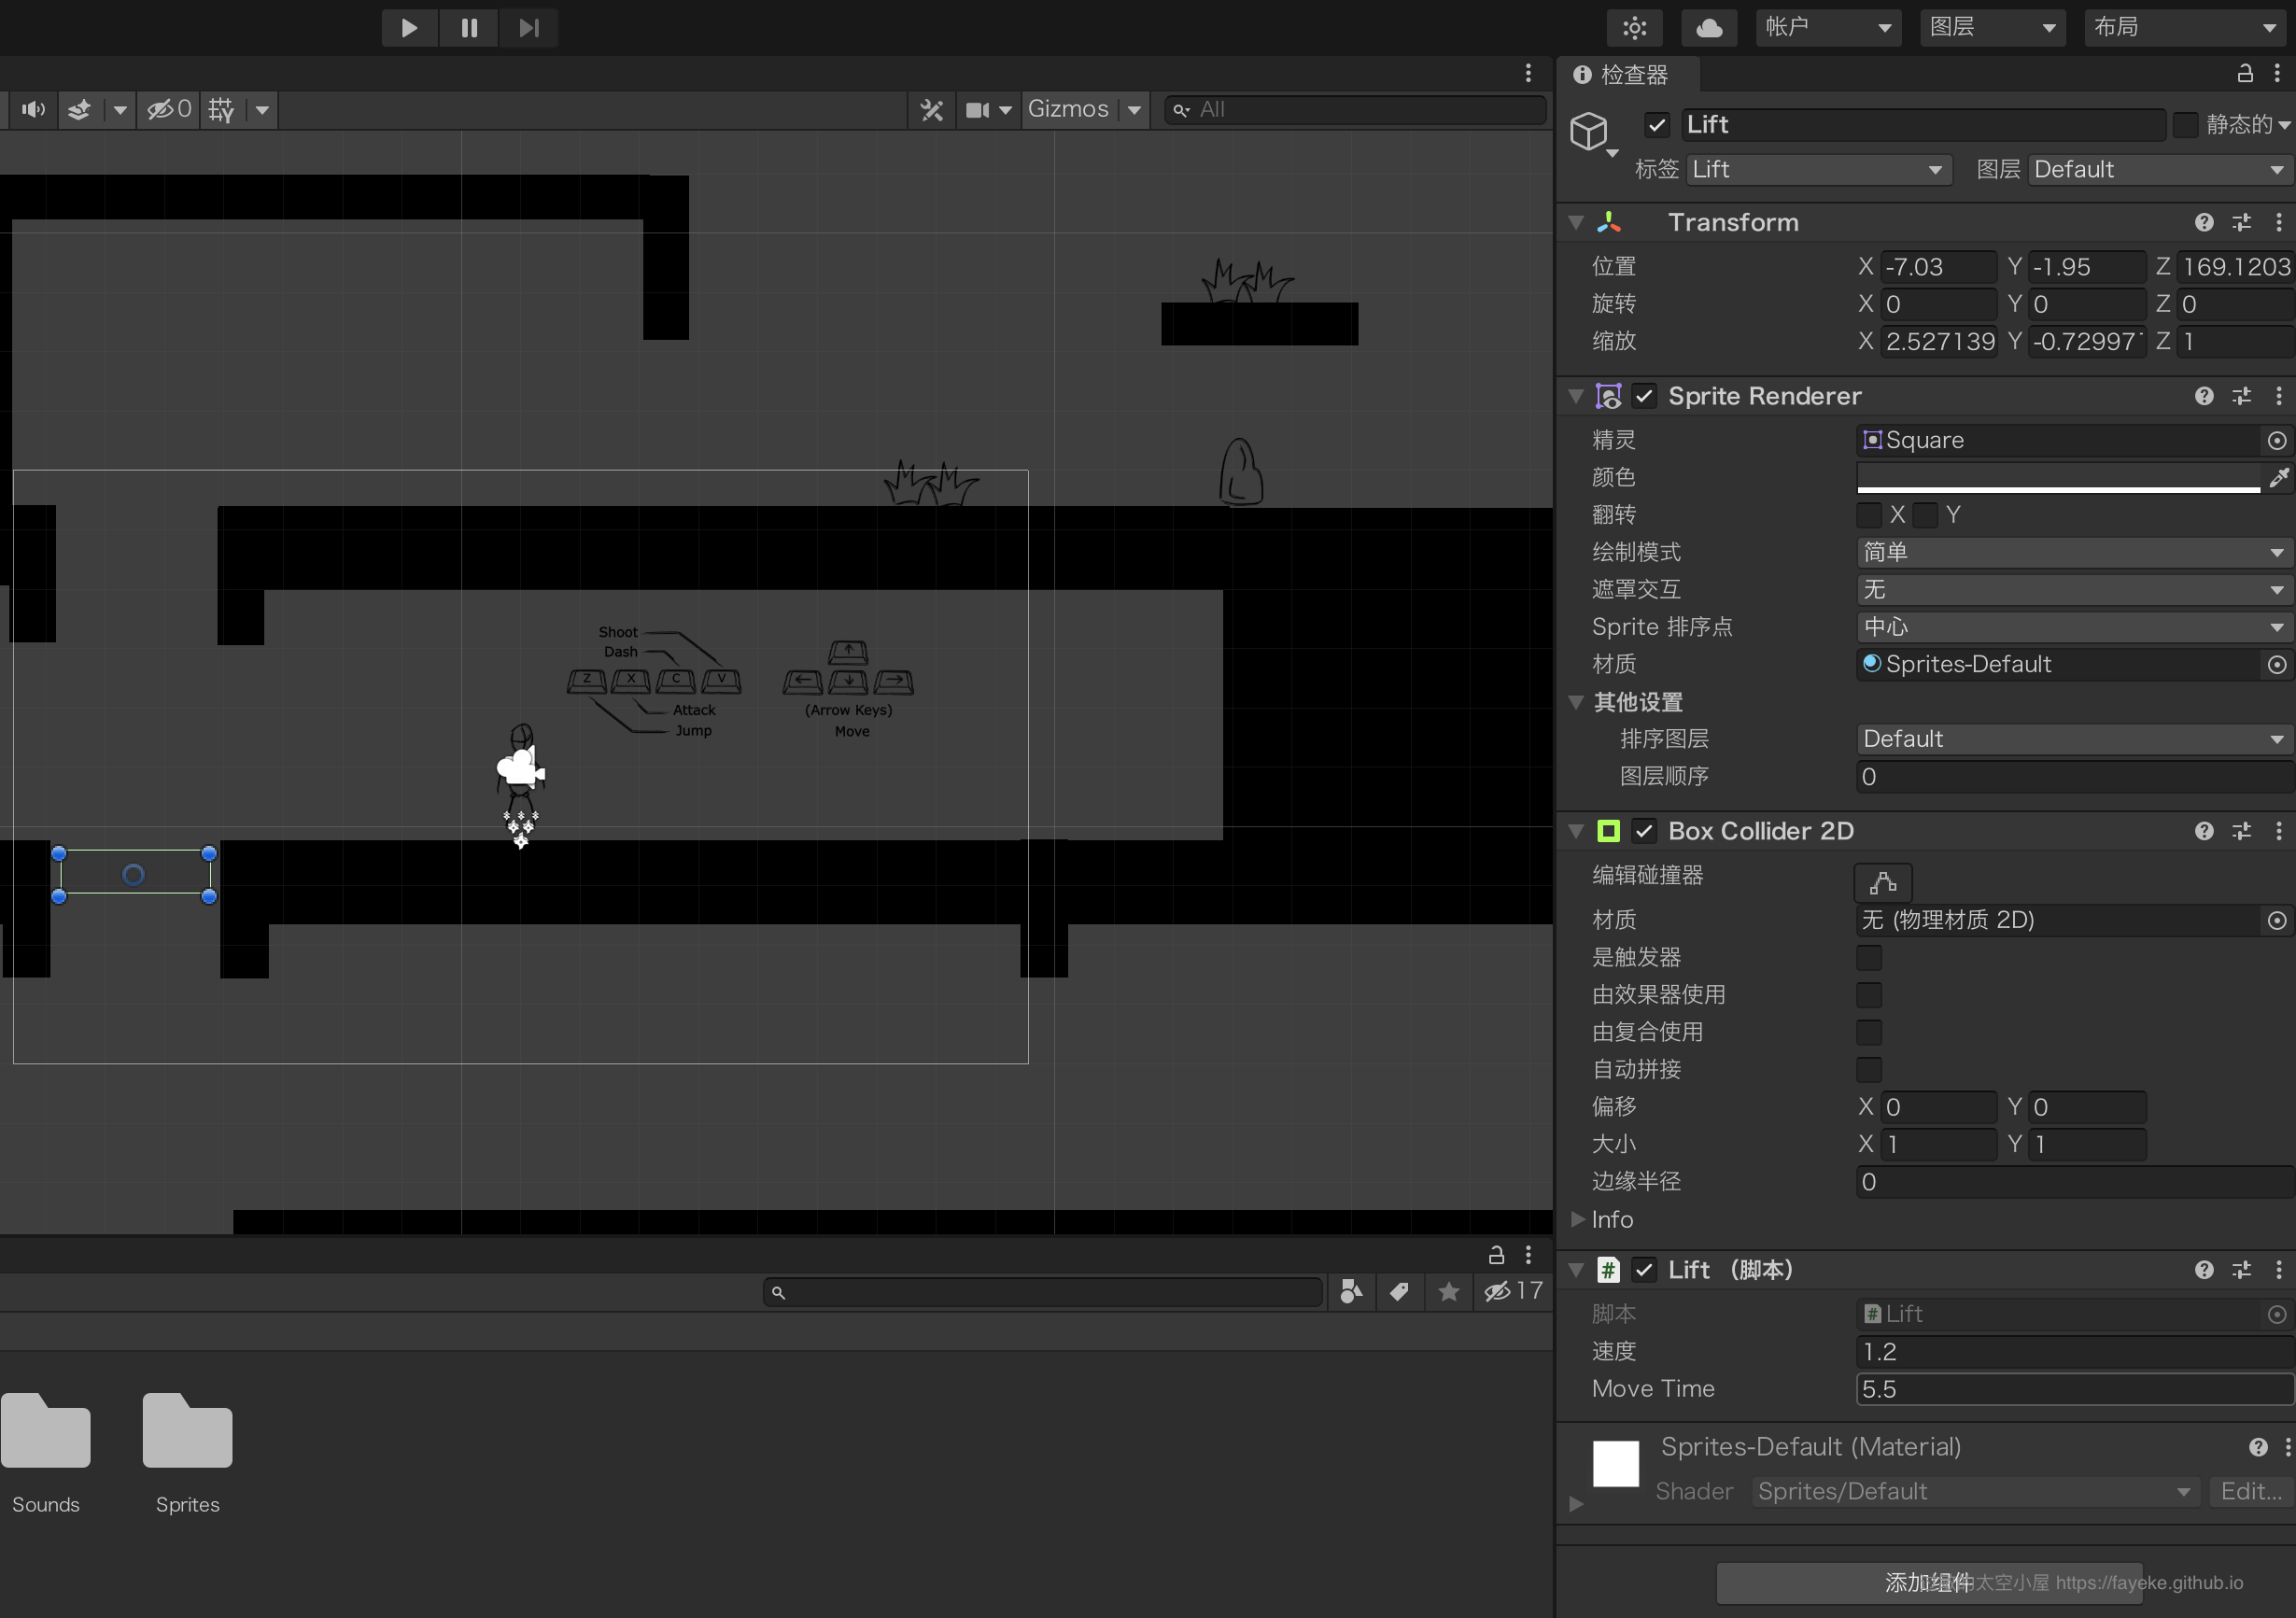 帐户
图层
布局
0
Gizmos
All
检查器
Lift
静态的
标签
Lift
图层
Default
Transform
位置 X -7.03 Y -1.95 Z 169.1203
旋转 X 0 Y 0 Z 0
缩放 X 2.527139 Y -0.729971 Z 1
Sprite Renderer
精灵 Square
颜色
翻转 X Y
绘制模式 简单
遮罩交互 无
Sprite 排序点 中心
材质 Sprites-Default
其他设置
排序图层 Default
图层顺序 0
Box Collider 2D
编辑碰撞器
材质 无 (物理材质 2D)
是触发器
由效果器使用
由复合使用
自动拼接
偏移 X 0 Y 0
大小 X 1 Y 1
边缘半径 0
Info
Lift （脚本）
脚本 Lift
速度 1.2
Move Time 5.5
Sprites-Default (Material)
Shader Sprites/Default Edit...
添加组件
太空小屋 https://fayeke.github.io
Shoot
Dash
Z X C V
Attack
Jump
(Arrow Keys)
Move
17
Sounds
Sprites